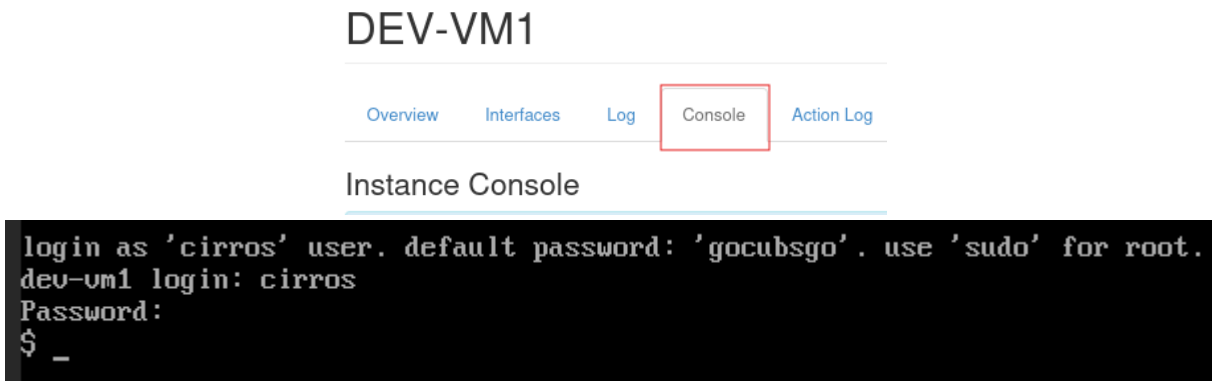 DEV-VM1
Overview Interfaces Log Console Action Log
Instance Console
login as 'cirros' user. default password: 'gocubsgo'. use 'sudo' for root.
dev-vm1 login: cirros
Password:
$ _